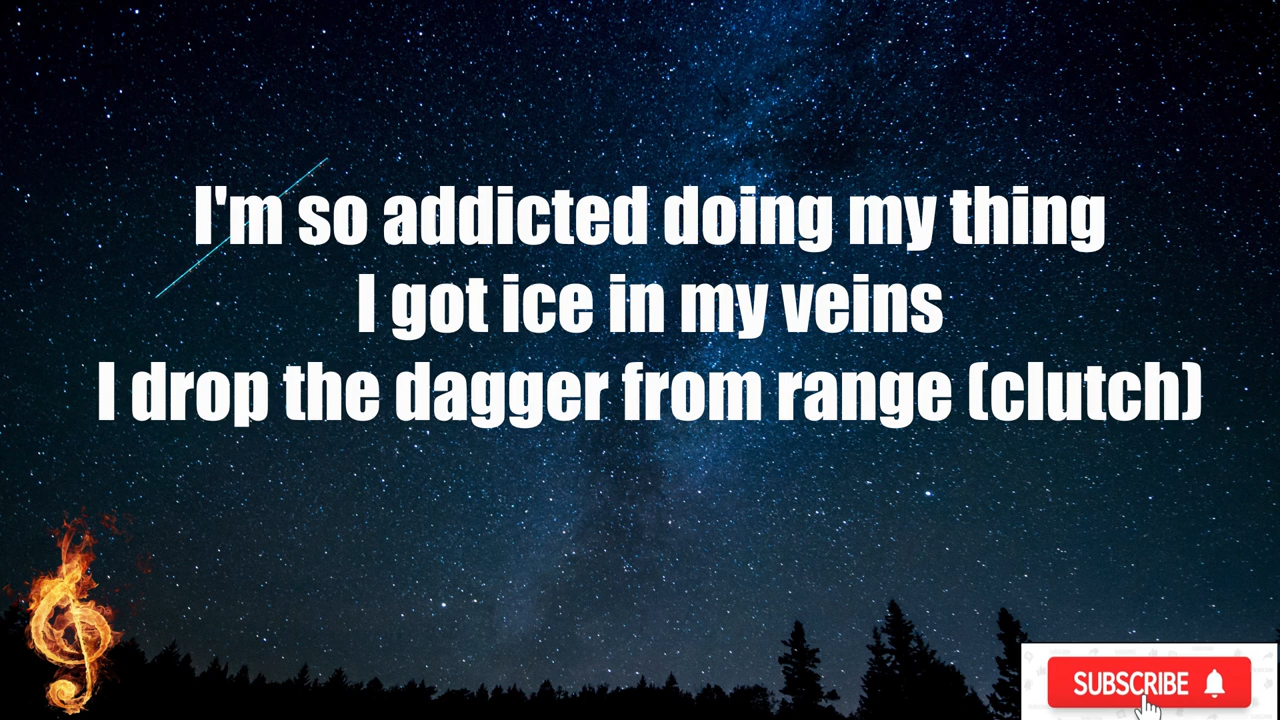 I'm so addicted doing my thing
I got ice in my veins
I drop the dagger from range (clutch)
SUBSCRIBE